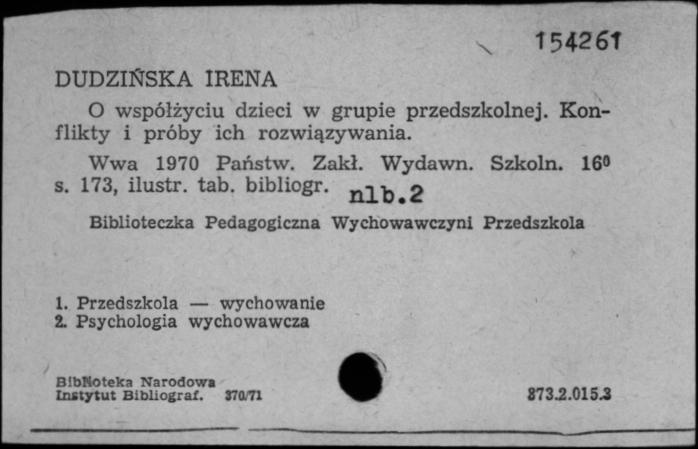 154261
DUDZIŃSKA IRENA
O współżyciu dzieci w grupie przedszkolnej. Kon-
flikty i próby ich rozwiązywania.
Wwa 1970 Państw. Zakł. Wydawn. Szkoln. 16⁰
s. 173, ilustr. tab. bibliogr. nlb.2
Biblioteczka Pedagogiczna Wychowawczyni Przedszkola
1. Przedszkola — wychowanie
2. Psychologia wychowawcza
Biblioteka Narodowa
Instytut Bibliograf. 370/71
373.2.015.3